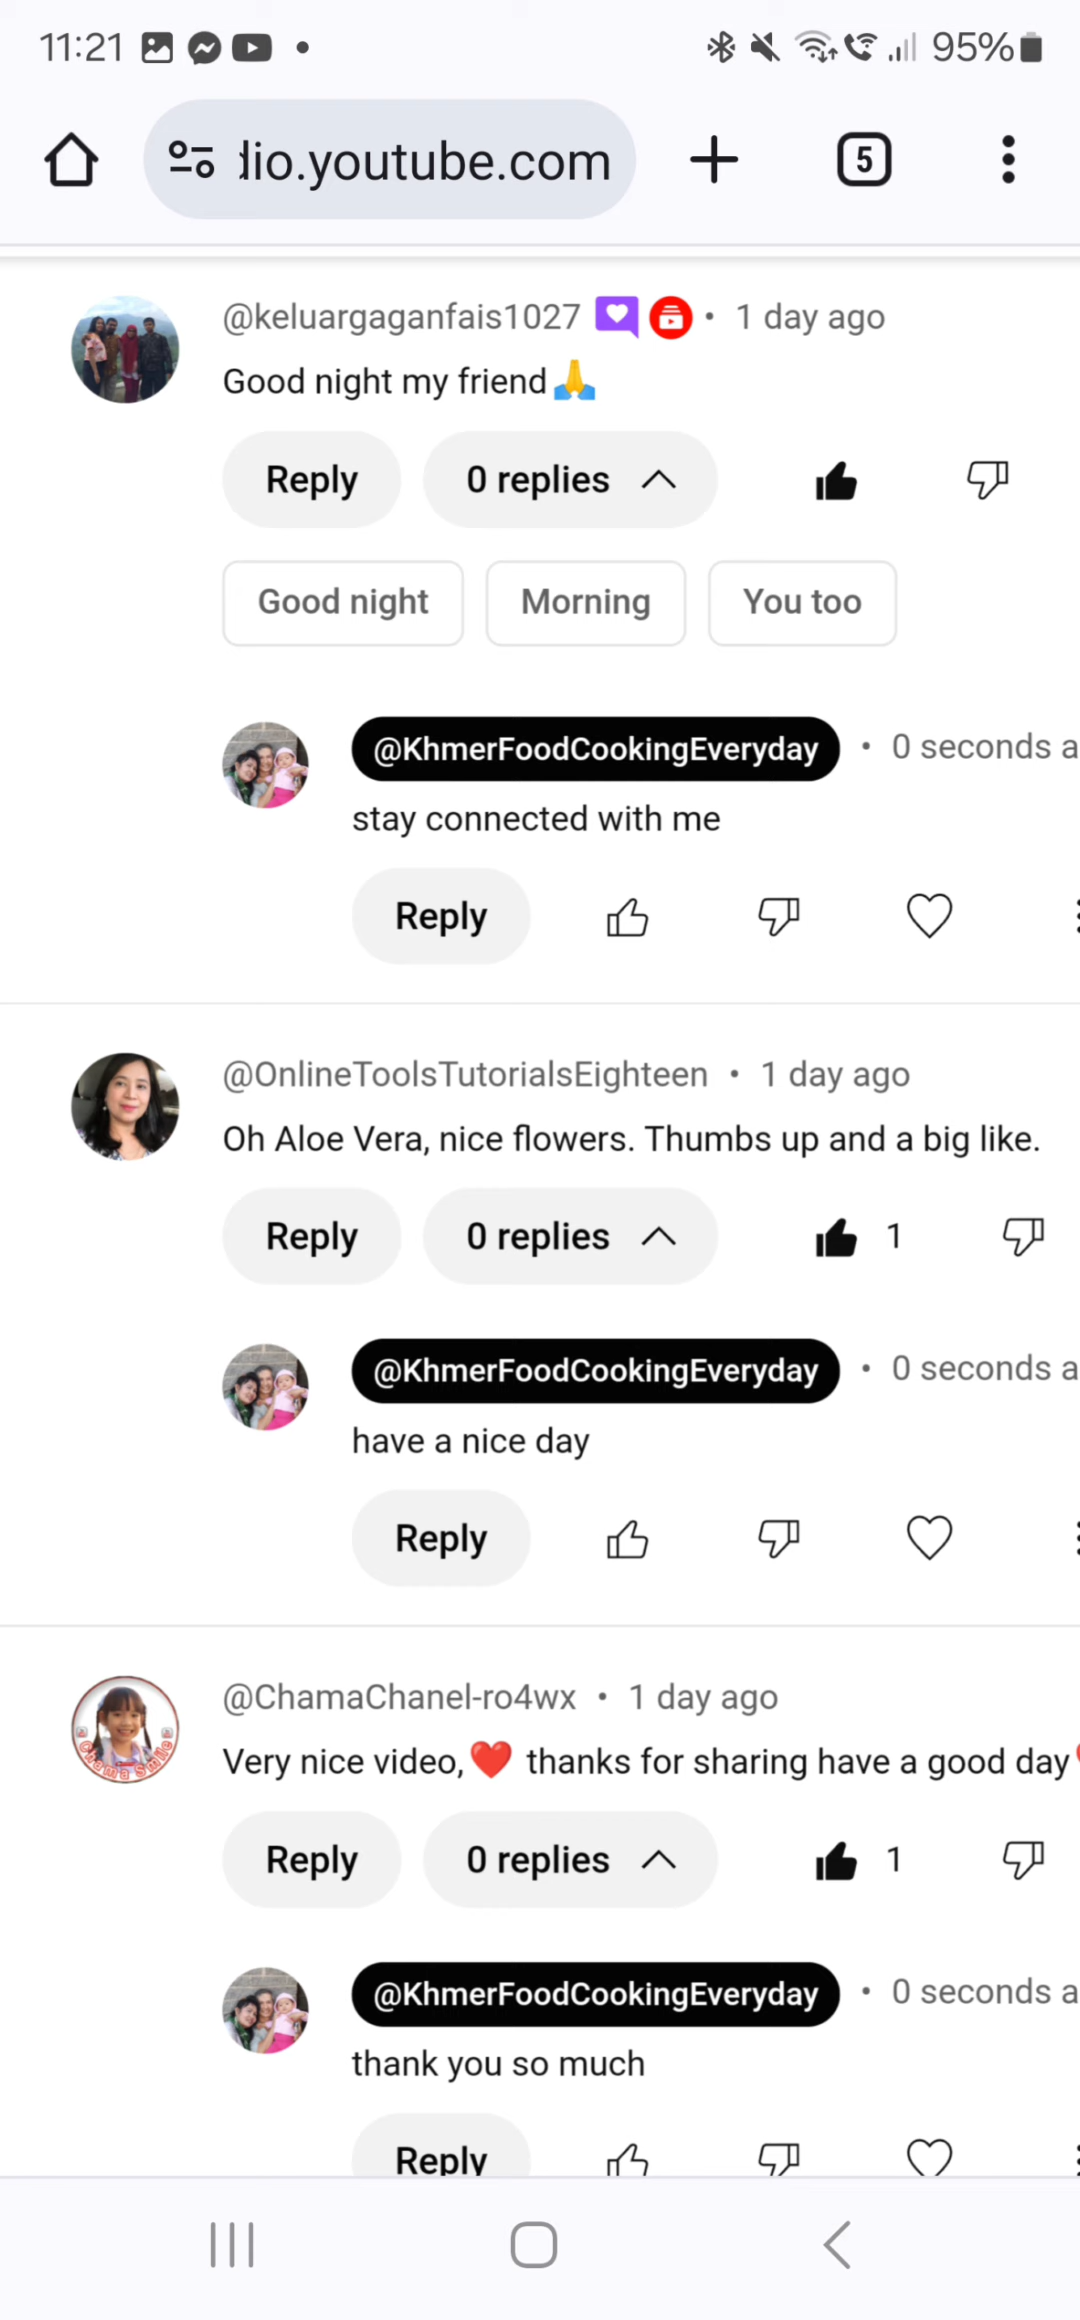 11:21
95%
dio.youtube.com
5
@keluargaganfais1027 • 1 day ago
Good night my friend🙏
Reply
0 replies
Good night
Morning
You too
@KhmerFoodCookingEveryday • 0 seconds a
stay connected with me
Reply
@OnlineToolsTutorialsEighteen • 1 day ago
Oh Aloe Vera, nice flowers. Thumbs up and a big like.
Reply
0 replies
1
@KhmerFoodCookingEveryday • 0 seconds a
have a nice day
Reply
@ChamaChanel-ro4wx • 1 day ago
Chama Smile
Very nice video,❤️ thanks for sharing have a good day
Reply
0 replies
1
@KhmerFoodCookingEveryday • 0 seconds a
thank you so much
Reply